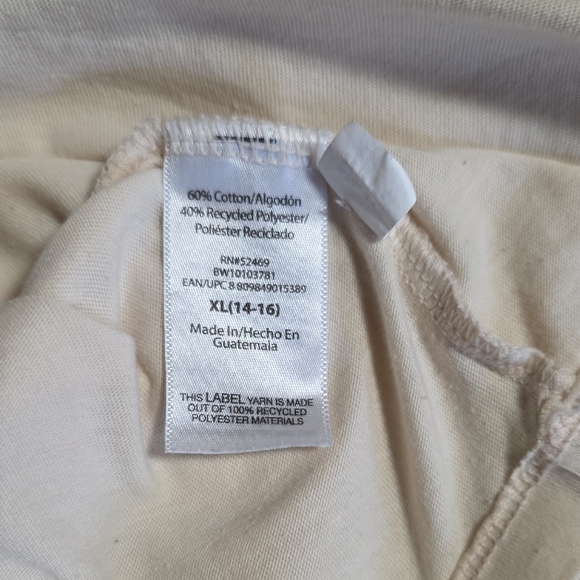 60% Cotton/Algodón
40% Recycled Polyester/
Poliéster Reciclado
RN#52469
BW10103781
EAN/UPC 8 809849015389
XL(14-16)
Made In/Hecho En
Guatemala
THIS LABEL YARN IS MADE
OUT OF 100% RECYCLED
POLYESTER MATERIALS